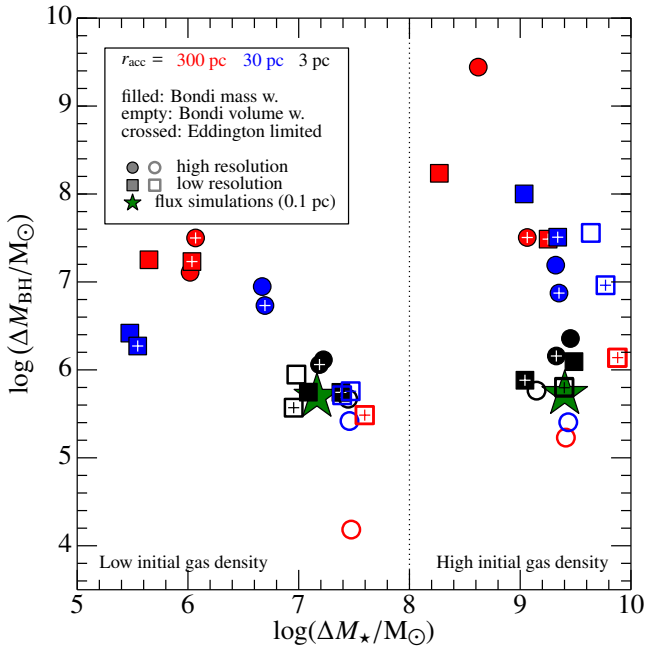 10
9
8
7
6
5
4
log(ΔM_BH/M_⊙)
r_acc = 300 pc 30 pc 3 pc
filled: Bondi mass w.
empty: Bondi volume w.
crossed: Eddington limited
high resolution
low resolution
flux simulations (0.1 pc)
Low initial gas density
High initial gas density
5 6 7 8 9 10
log(ΔM_★/M_⊙)